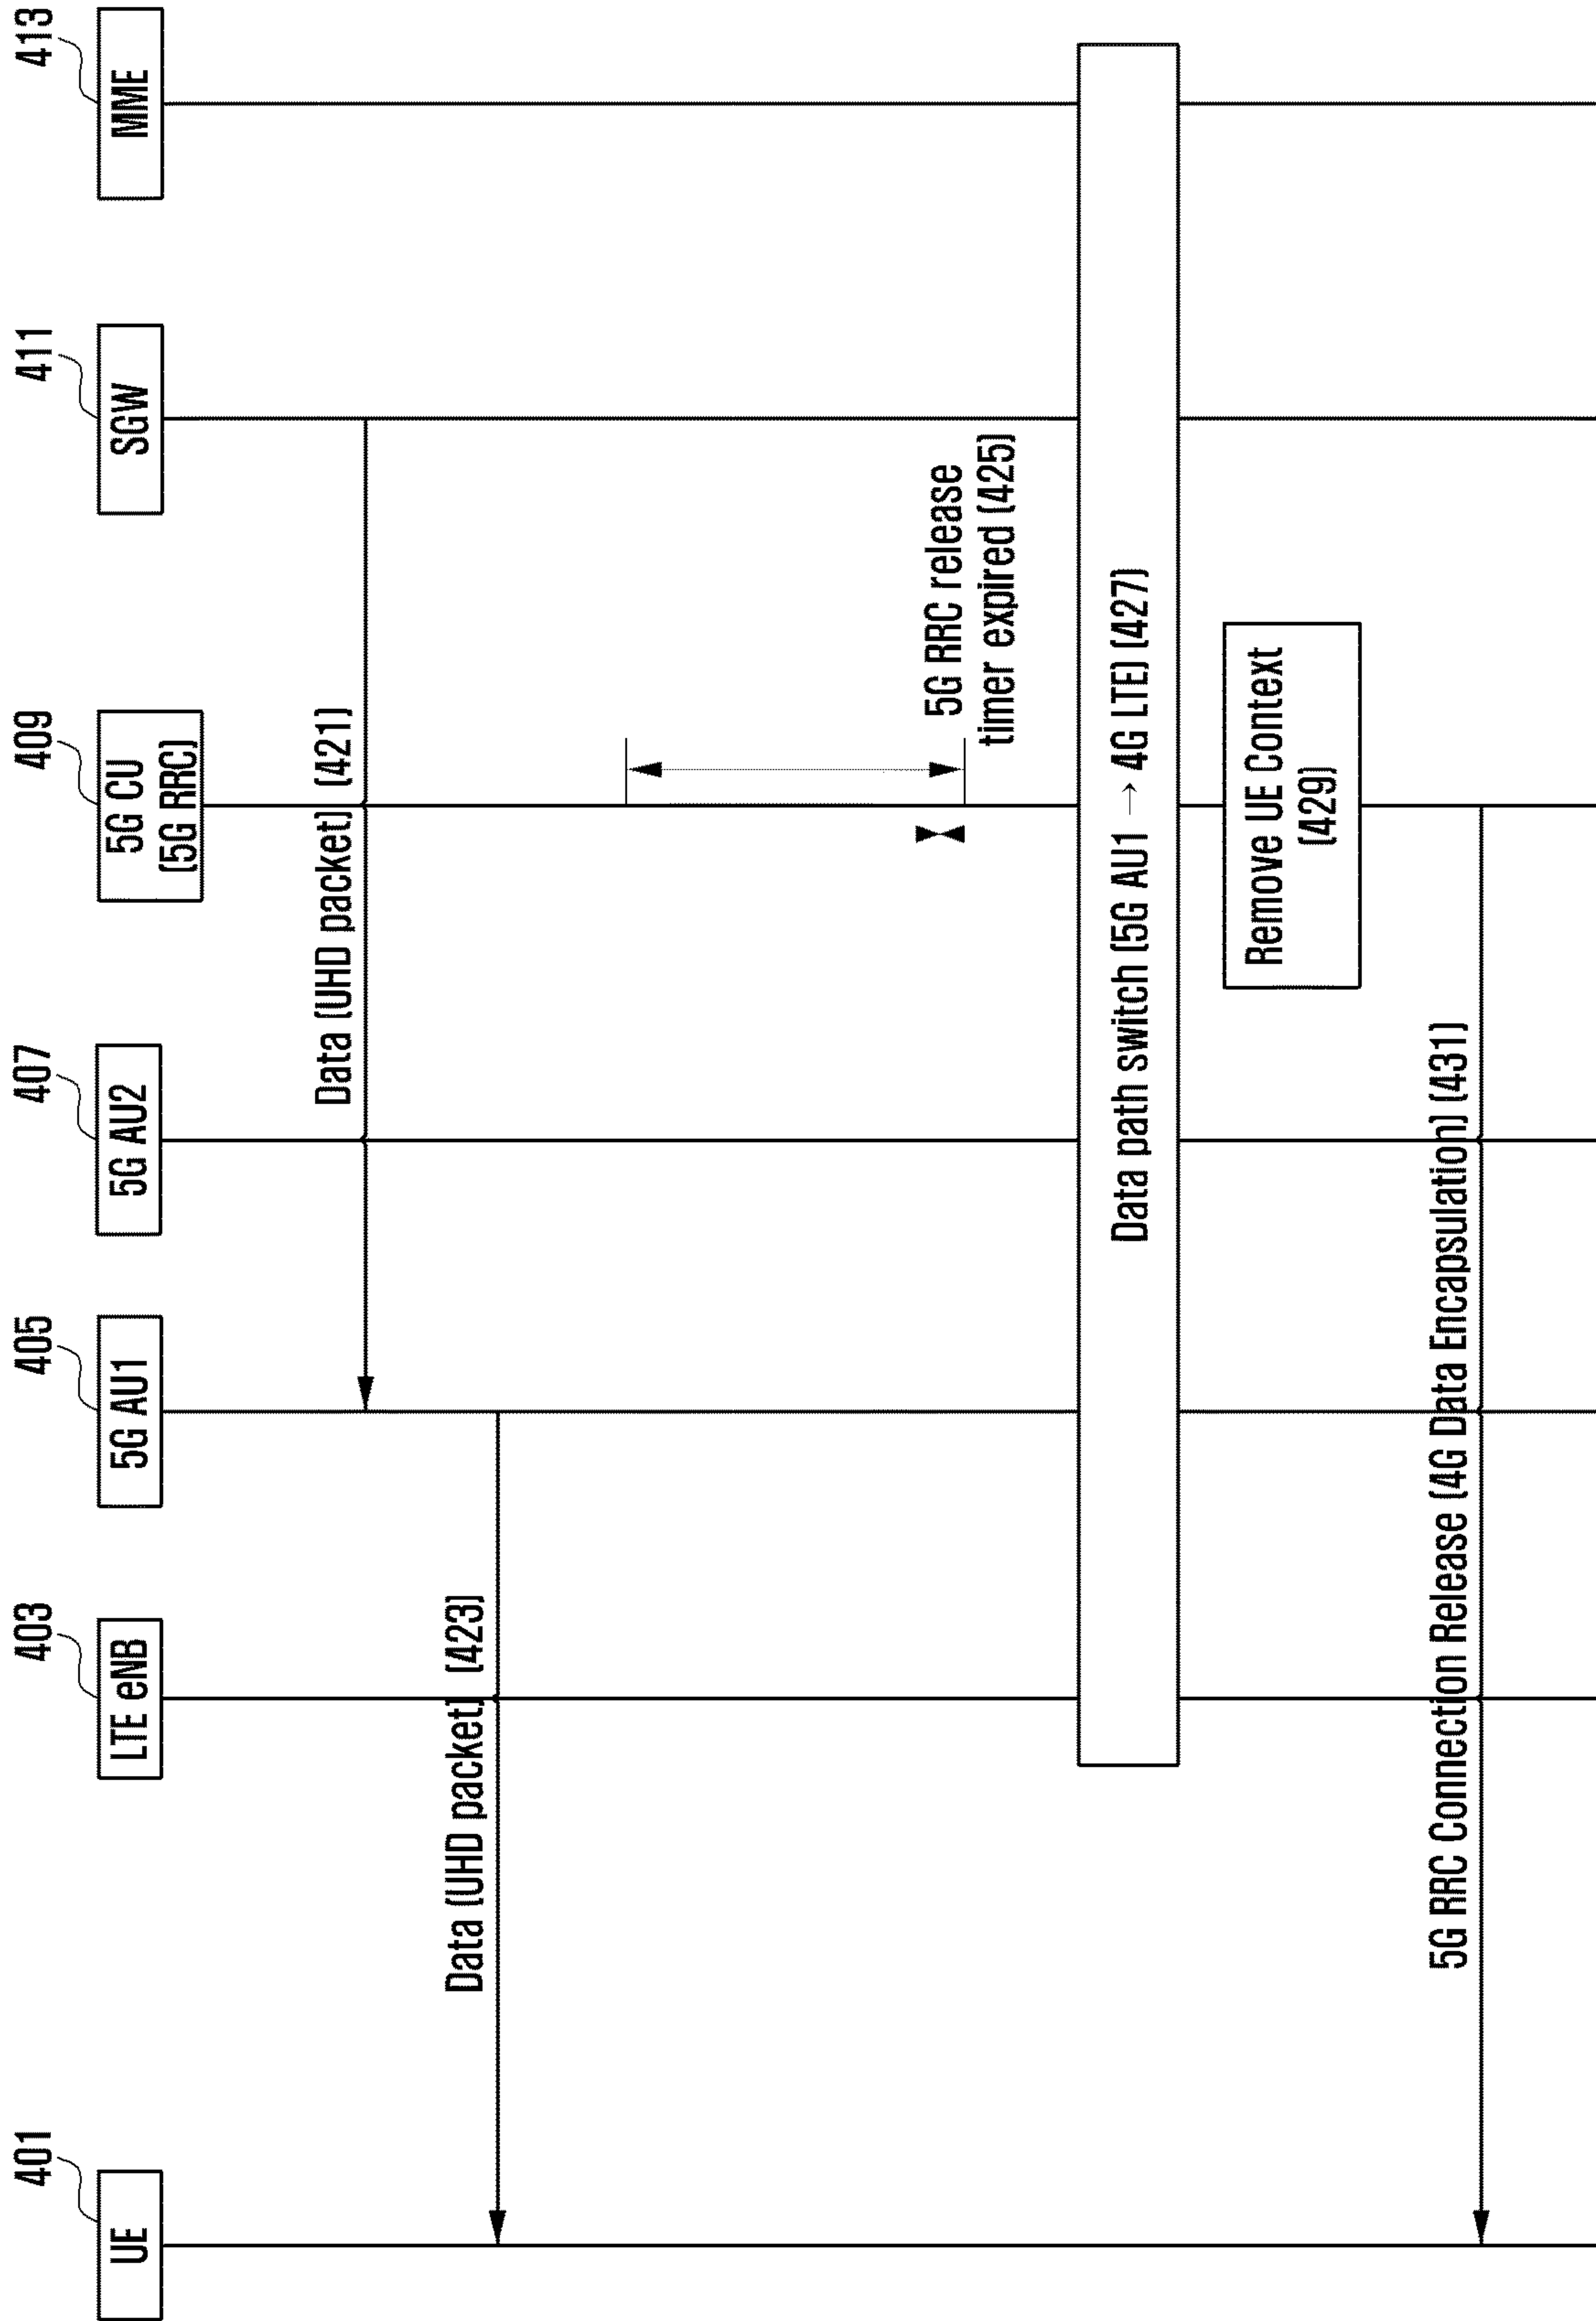 401
403
405
407
409
411
413
UE
LTE eNB
5G AU1
5G AU2
5G CU
(5G RRC)
SGW
MME
Data (UHD packet) (421)
Data (UHD packet) (423)
5G RRC release
timer expired (425)
Data path switch (5G AU1 → 4G LTE) (427)
Remove UE Context
(429)
5G RRC Connection Release (4G Data Encapsulation) (431)